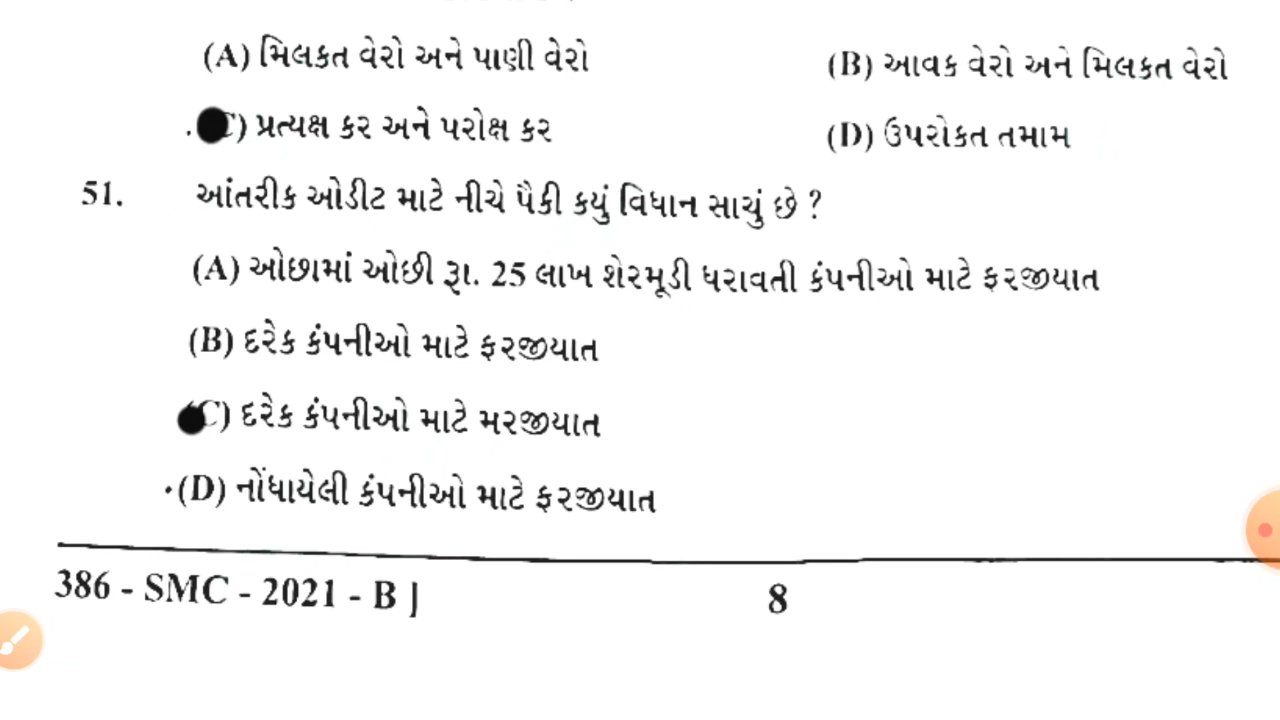 (A) મિલકત વેરો અને પાણી વેરો (B) આવક વેરો અને મિલકત વેરો
C) પ્રત્યક્ષ કર અને પરોક્ષ કર (D) ઉપરોકત તમામ
51. આંતરીક ઓડીટ માટે નીચે પૈકી કયું વિધાન સાચું છે ?
(A) ઓછામાં ઓછી રૂા. 25 લાખ શેરમૂડી ધરાવતી કંપનીઓ માટે ફરજીયાત
(B) દરેક કંપનીઓ માટે ફરજીયાત
(C) દરેક કંપનીઓ માટે મરજીયાત
(D) નોંધાયેલી કંપનીઓ માટે ફરજીયાત
386 - SMC - 2021 - B ] 8